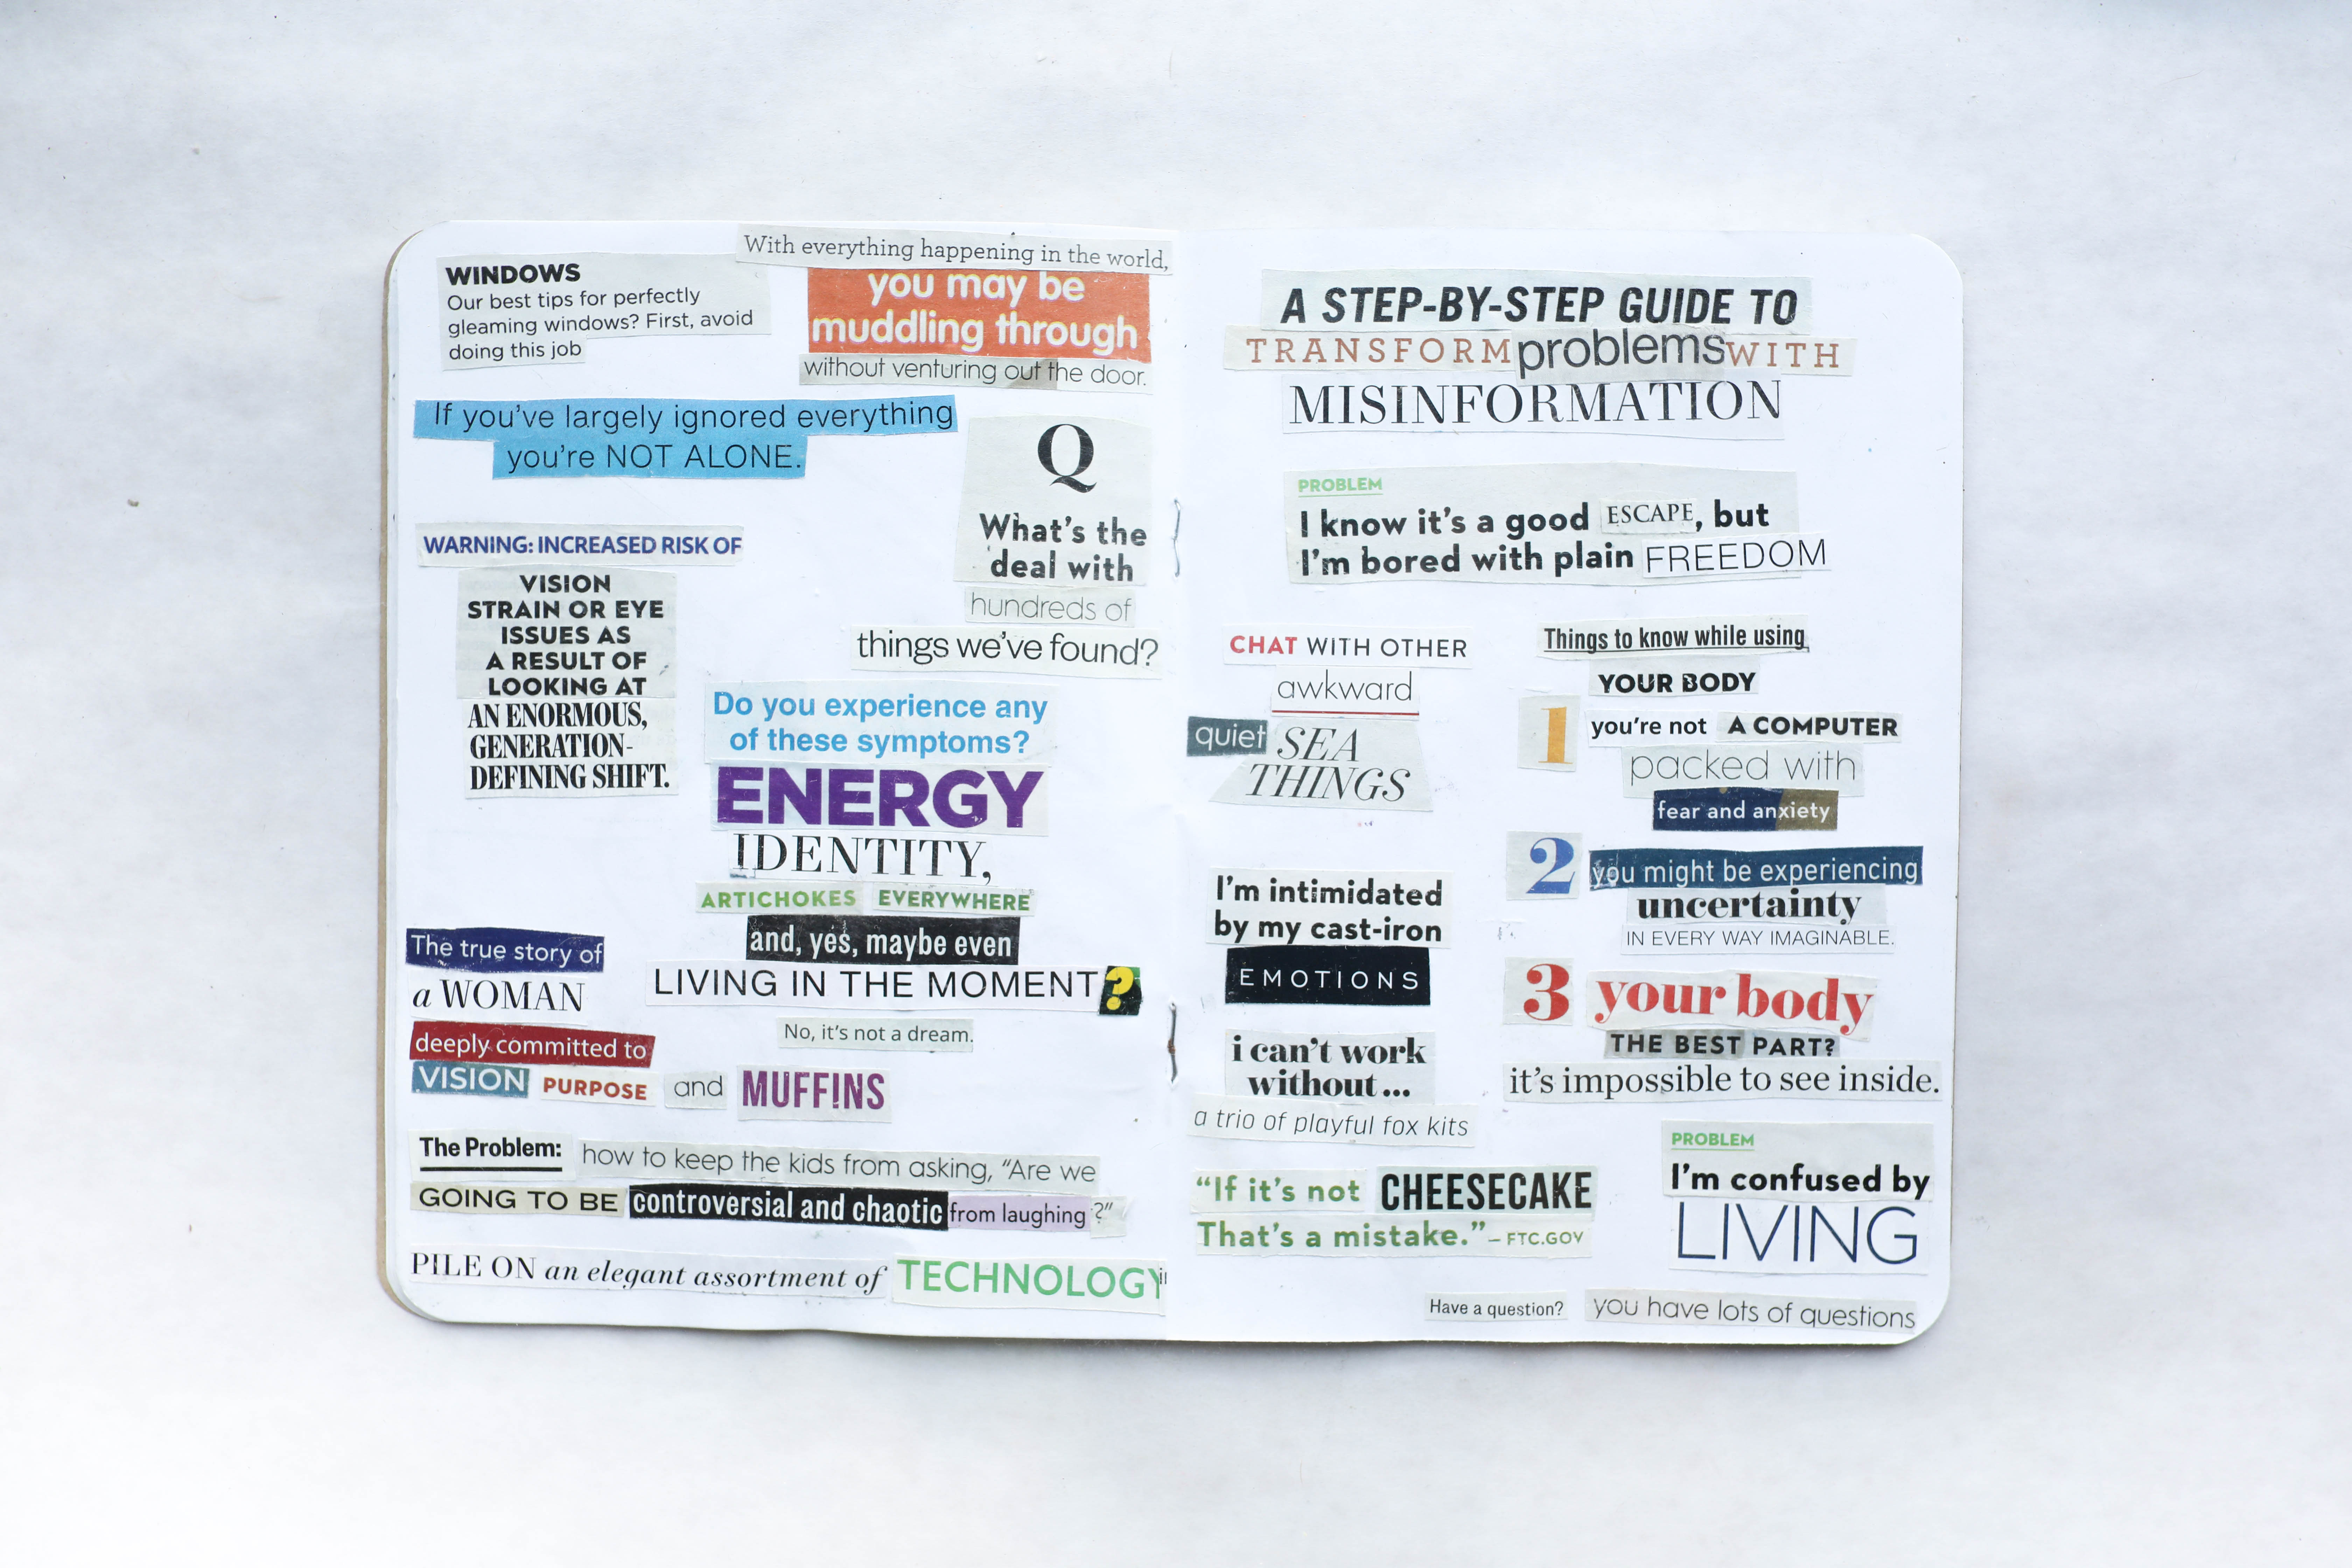 WINDOWS
Our best tips for perfectly
gleaming windows? First, avoid
doing this job
With everything happening in the world,
you may be
muddling through
without venturing out the door.
If you've largely ignored everything
you're NOT ALONE.
Q
What's the
deal with
hundreds of
things we've found?
WARNING: INCREASED RISK OF
VISION
STRAIN OR EYE
ISSUES AS
A RESULT OF
LOOKING AT
AN ENORMOUS,
GENERATION-
DEFINING SHIFT.
Do you experience any
of these symptoms?
ENERGY
IDENTITY,
ARTICHOKES EVERYWHERE
and, yes, maybe even
LIVING IN THE MOMENT?
No, it's not a dream.
The true story of
a WOMAN
deeply committed to
VISION PURPOSE and MUFFINS
The Problem: how to keep the kids from asking, "Are we
GOING TO BE controversial and chaotic from laughing?"
PILE ON an elegant assortment of TECHNOLOGY
A STEP-BY-STEP GUIDE TO
TRANSFORM problems WITH
MISINFORMATION
PROBLEM
I know it's a good ESCAPE, but
I'm bored with plain FREEDOM
CHAT WITH OTHER
awkward
quiet SEA
THINGS
I'm intimidated
by my cast-iron
EMOTIONS
i can't work
without...
a trio of playful fox kits
"If it's not CHEESECAKE
That's a mistake." – FTC.GOV
Things to know while using
YOUR BODY
1 you're not A COMPUTER
packed with
fear and anxiety
2 you might be experiencing
uncertainty
IN EVERY WAY IMAGINABLE.
3 your body
THE BEST PART?
it's impossible to see inside.
PROBLEM
I'm confused by
LIVING
Have a question? you have lots of questions